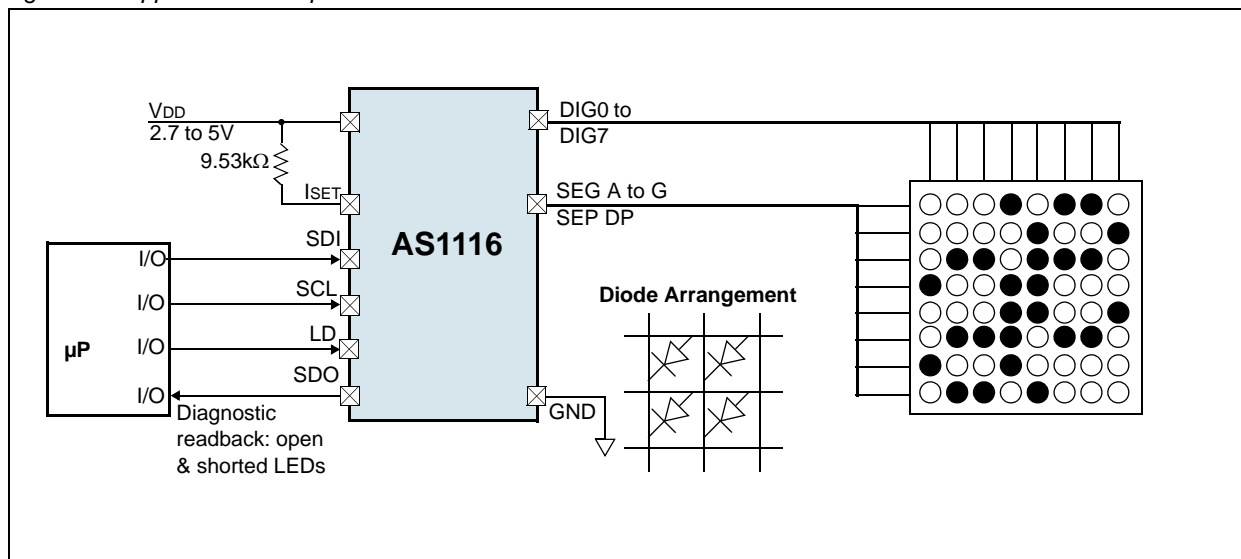 VDD
2.7 to 5V
9.53kΩ
ISET
SDI
SCL
LD
SDO
I/O
I/O
I/O
I/O
µP
Diagnostic
readback: open
& shorted LEDs
AS1116
DIG0 to
DIG7
SEG A to G
SEP DP
GND
Diode Arrangement